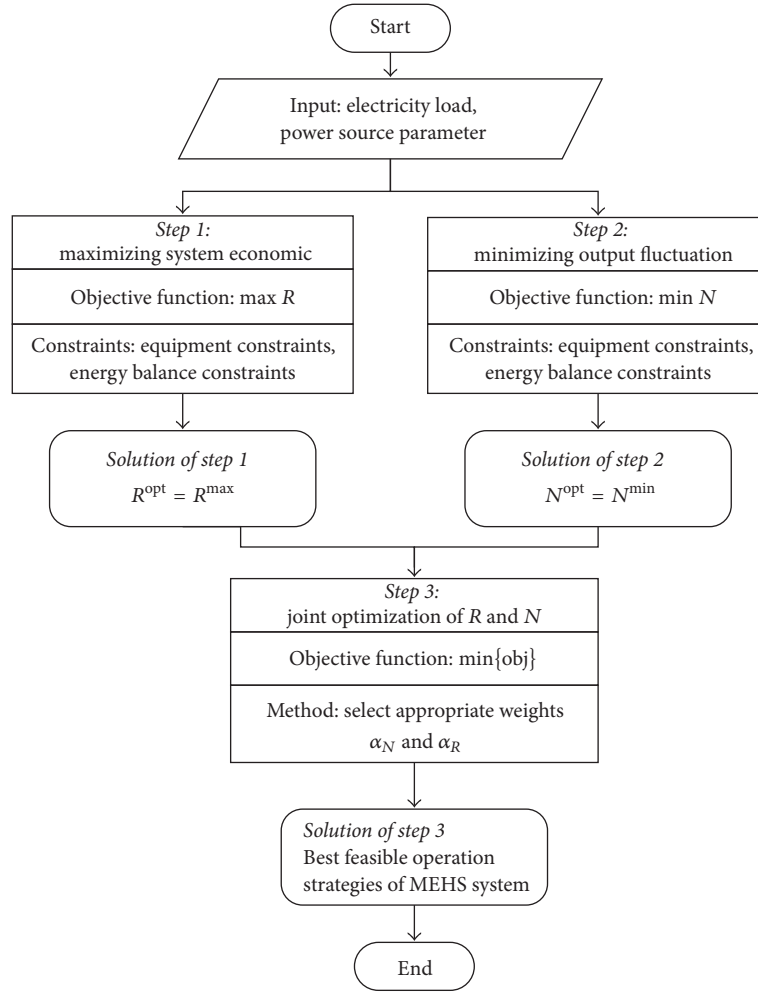 Start
Input: electricity load,
power source parameter
Step 1:
maximizing system economic
Objective function: max R
Constraints: equipment constraints,
energy balance constraints
Solution of step 1
R^opt = R^max
Step 2:
minimizing output fluctuation
Objective function: min N
Constraints: equipment constraints,
energy balance constraints
Solution of step 2
N^opt = N^min
Step 3:
joint optimization of R and N
Objective function: min{obj}
Method: select appropriate weights
α_N and α_R
Solution of step 3
Best feasible operation
strategies of MEHS system
End